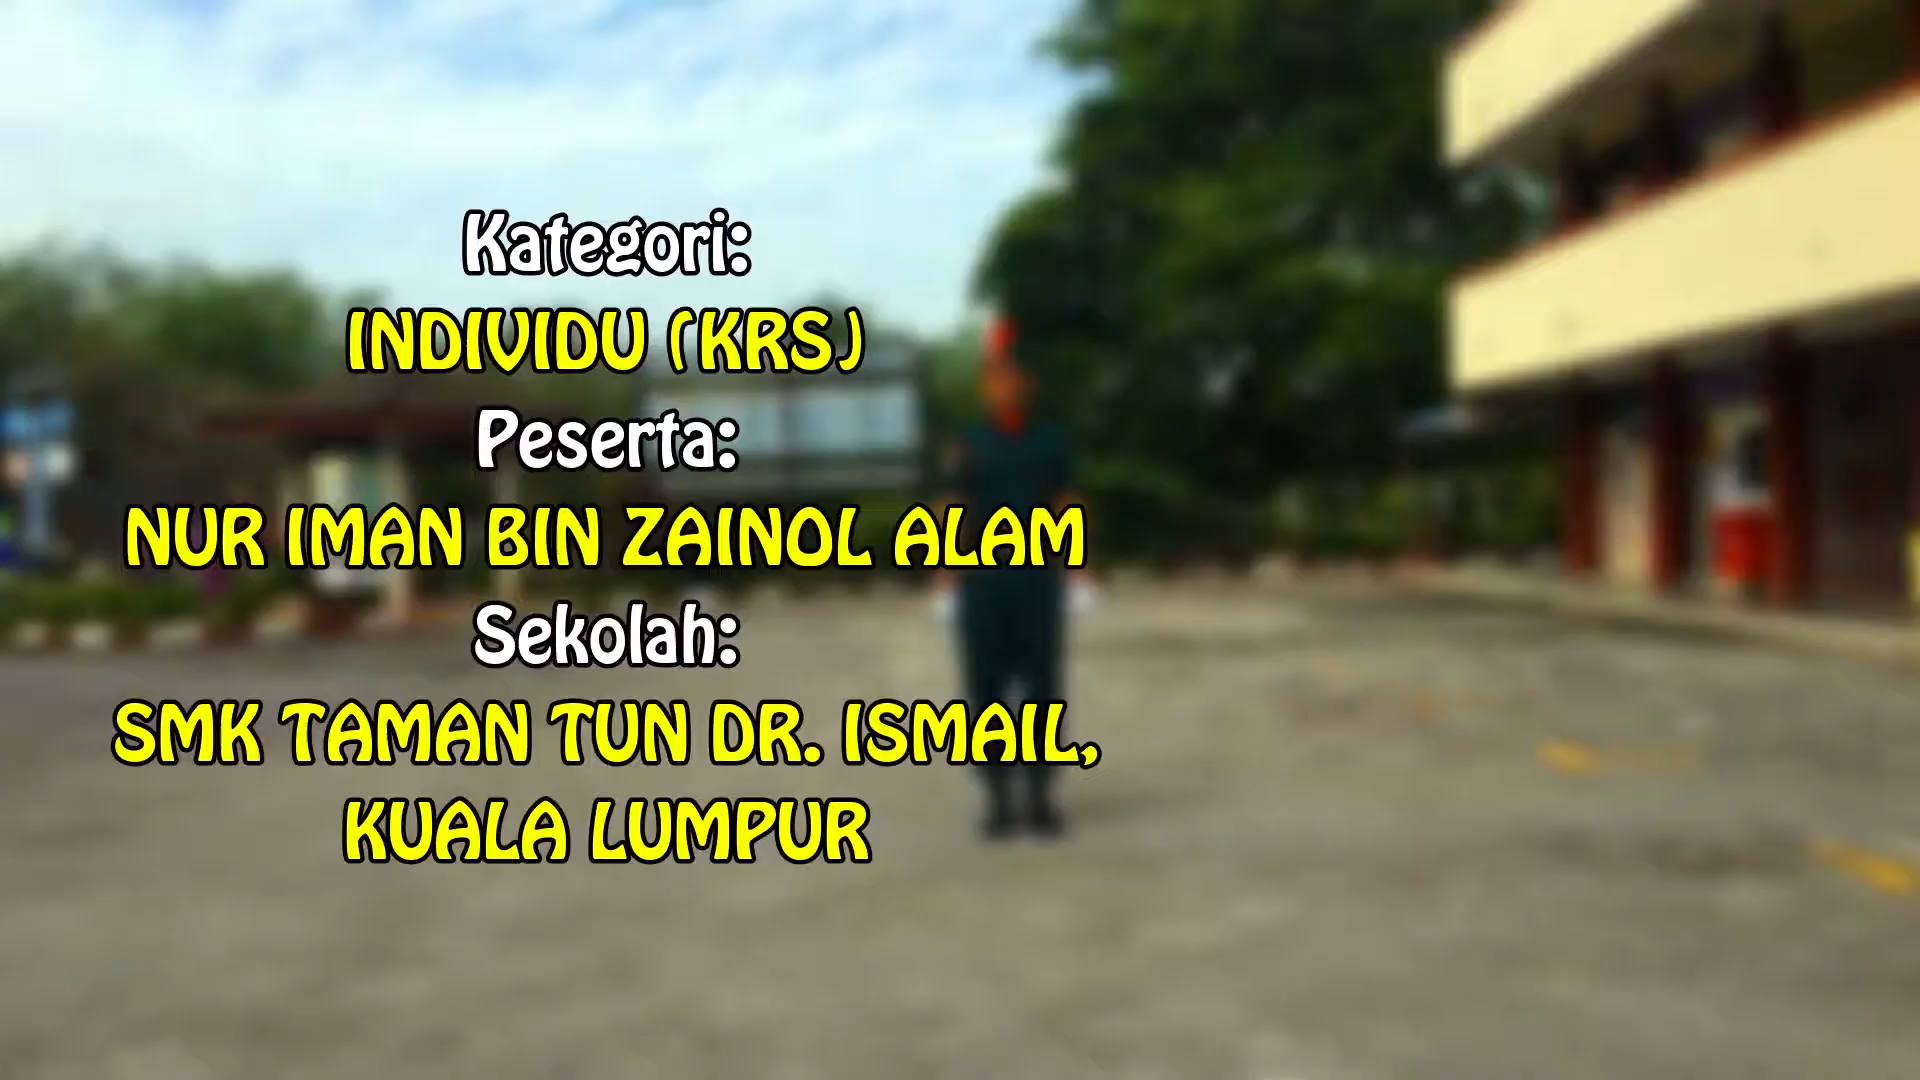 Kategori:
INDIVIDU (KRS)
Peserta:
NUR IMAN BIN ZAINOL ALAM
Sekolah:
SMK TAMAN TUN DR. ISMAIL,
KUALA LUMPUR